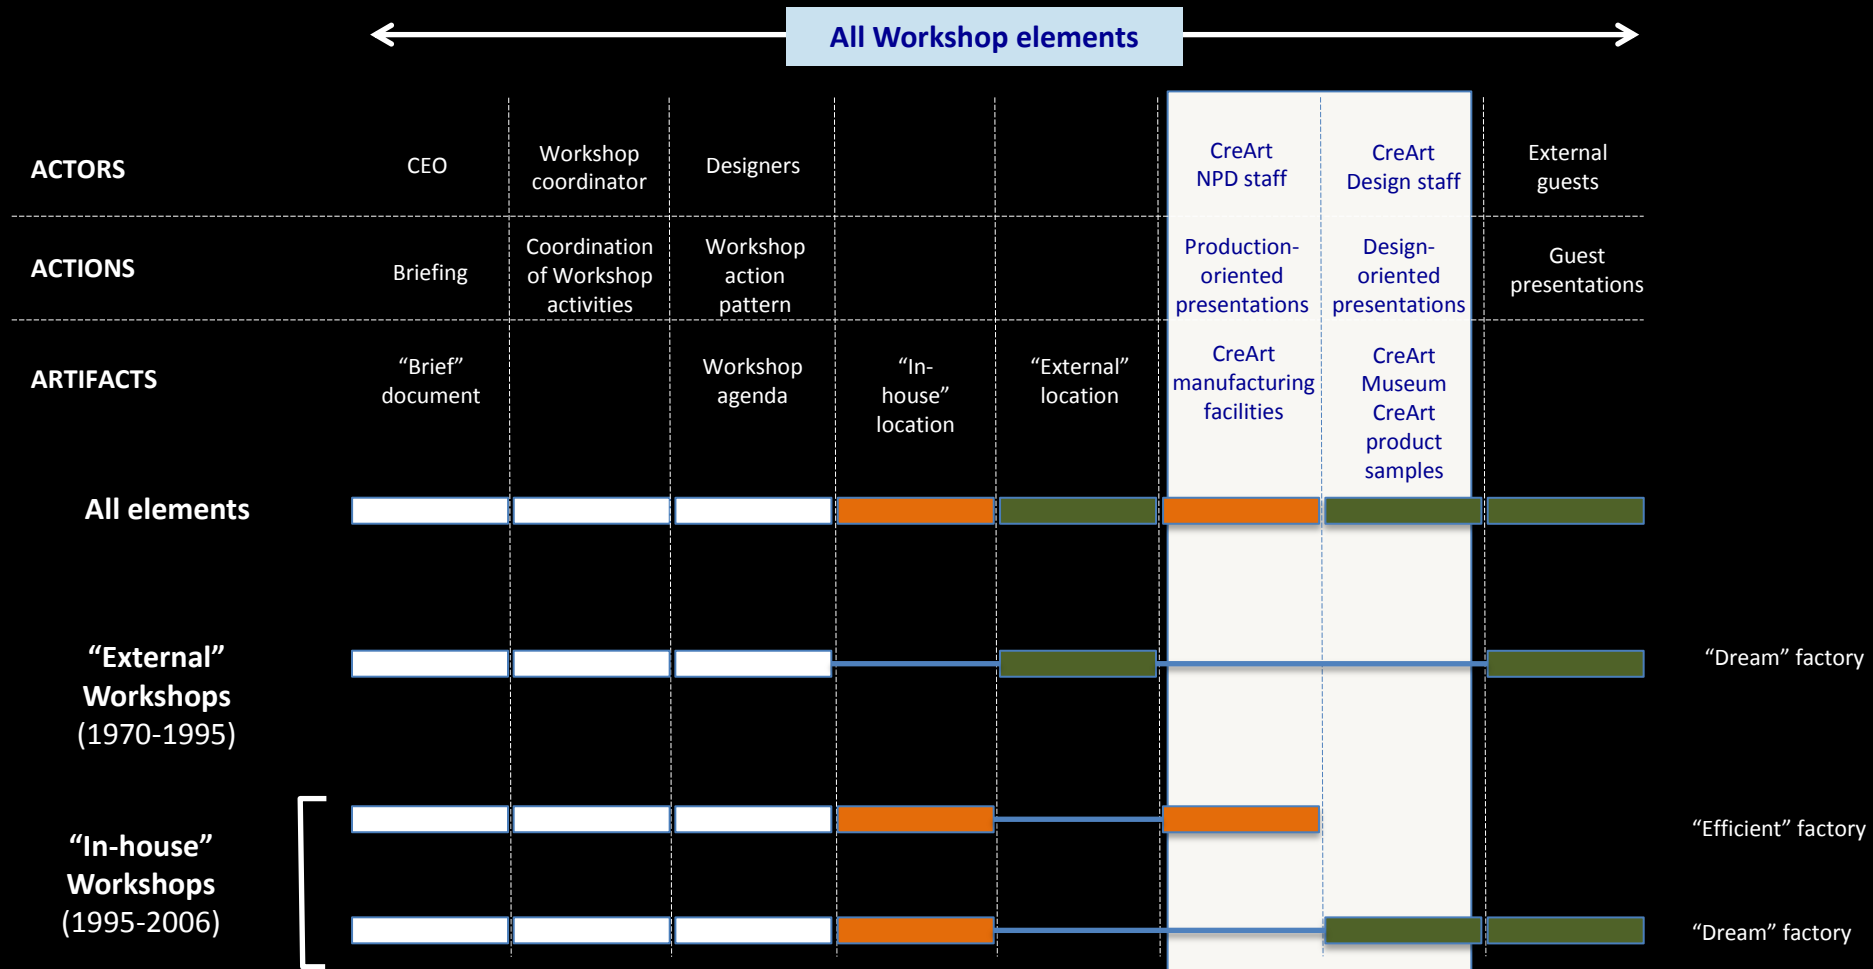 All Workshop elements
ACTORS
CEO
Workshop
coordinator
Designers
CreArt
NPD staff
CreArt
Design staff
External
guests
ACTIONS
Briefing
Coordination
of Workshop
activities
Workshop
action
pattern
Production-
oriented
presentations
Design-
oriented
presentations
Guest
presentations
ARTIFACTS
“Brief”
document
Workshop
agenda
“In-
house”
location
“External”
location
CreArt
manufacturing
facilities
CreArt
Museum
CreArt
product
samples
All elements
“External”
Workshops
(1970-1995)
“Dream” factory
“In-house”
Workshops
(1995-2006)
“Efficient” factory
“Dream” factory